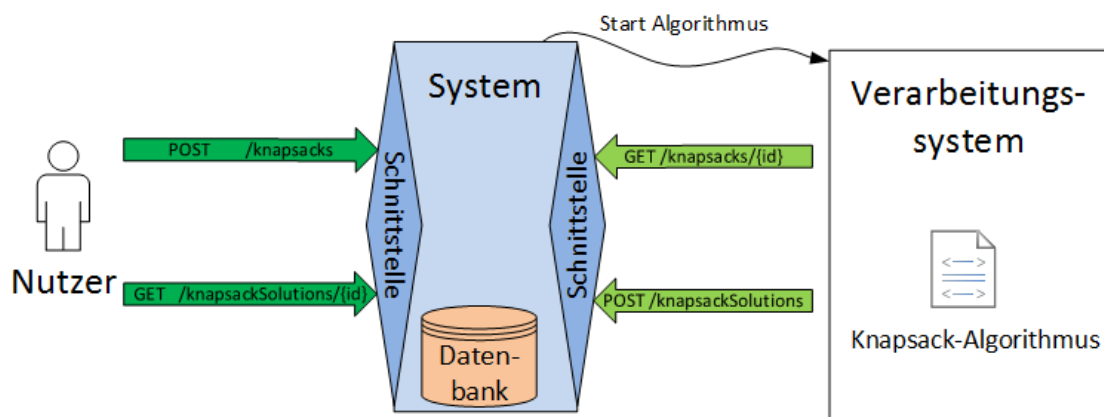 Start Algorithmus
System
Verarbeitungs-
system
POST /knapsacks
GET /knapsacks/{id}
Schnittstelle
Schnittstelle
Nutzer
GET /knapsackSolutions/{id}
POST /knapsackSolutions
Daten-
bank
<--->
<--->
Knapsack-Algorithmus